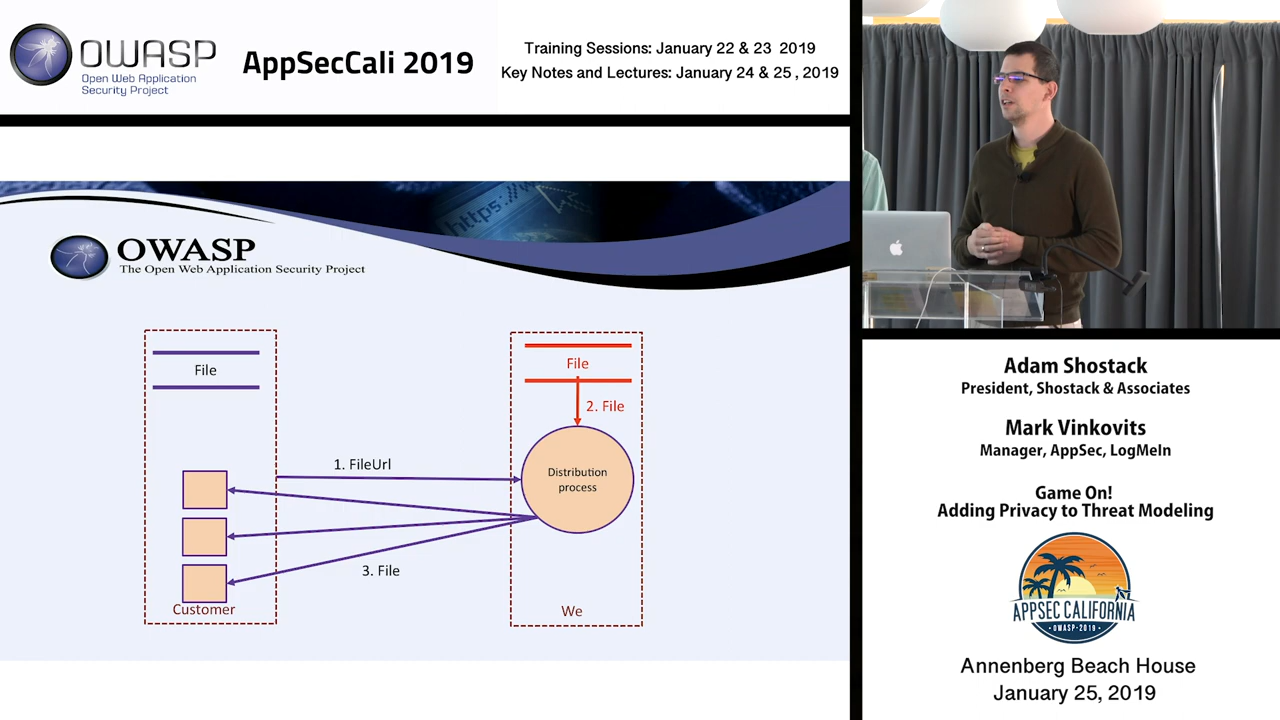 OWASP
Open Web Application
Security Project
AppSecCali 2019
Training Sessions: January 22 & 23 2019
Key Notes and Lectures: January 24 & 25 , 2019
https:
OWASP
The Open Web Application Security Project
File
File
2. File
Distribution
process
1. FileUrl
3. File
Customer
We
Adam Shostack
President, Shostack & Associates
Mark Vinkovits
Manager, AppSec, LogMeIn
Game On!
Adding Privacy to Threat Modeling
APPSEC CALIFORNIA
OWASP-2019
Annenberg Beach House
January 25, 2019